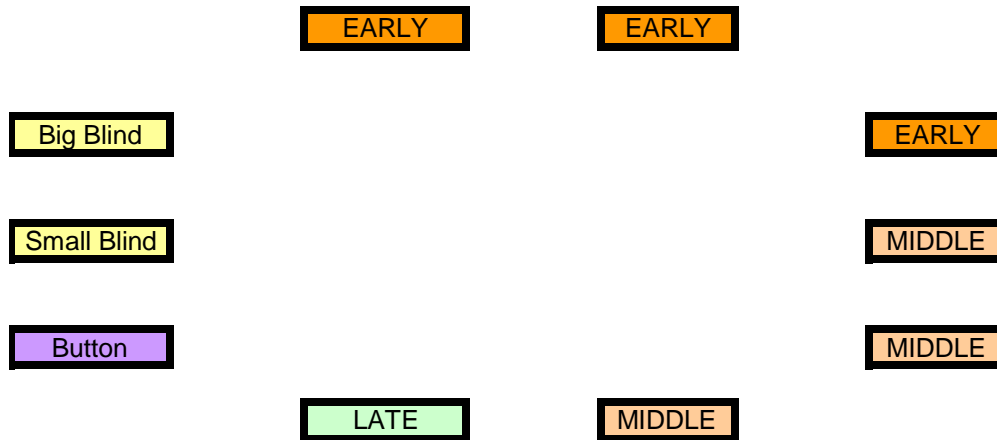 EARLY EARLY
Big Blind EARLY
Small Blind MIDDLE
Button MIDDLE
LATE MIDDLE